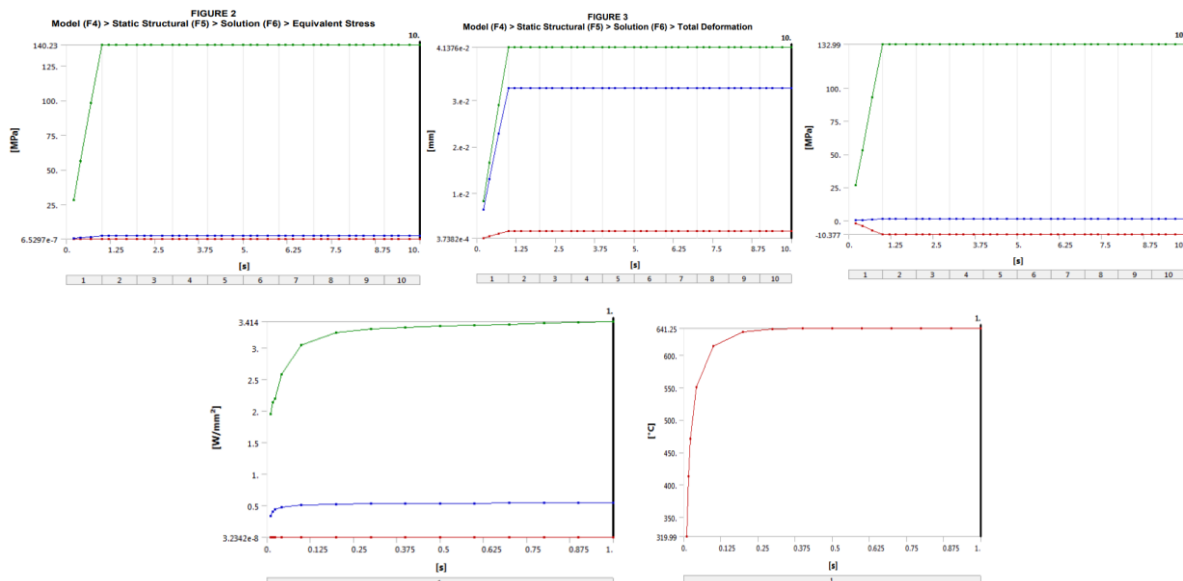 FIGURE 2
Model (F4) > Static Structural (F5) > Solution (F6) > Equivalent Stress
10.
140.23
125.
100.
75.
50.
25.
6.5297e-7
[MPa]
0. 1.25 2.5 3.75 5. 6.25 7.5 8.75 10.
[s]
1 2 3 4 5 6 7 8 9 10
FIGURE 3
Model (F4) > Static Structural (F5) > Solution (F6) > Total Deformation
10.
4.1376e-2
3.e-2
2.e-2
1.e-2
3.7382e-4
[mm]
0. 1.25 2.5 3.75 5. 6.25 7.5 8.75 10.
[s]
1 2 3 4 5 6 7 8 9 10
10
132.99
100.
75.
50.
25.
0.
-10.377
[MPa]
0. 1.25 2.5 3.75 5. 6.25 7.5 8.75 10.
[s]
1 2 3 4 5 6 7 8 9 10
1.
3.414
3.
2.5
2.
1.5
1.
0.5
3.2342e-8
[W/mm²]
0. 0.125 0.25 0.375 0.5 0.625 0.75 0.875 1.
[s]
1.
641.25
600.
550.
500.
450.
400.
350.
319.99
[°C]
0. 0.125 0.25 0.375 0.5 0.625 0.75 0.875 1.
[s]